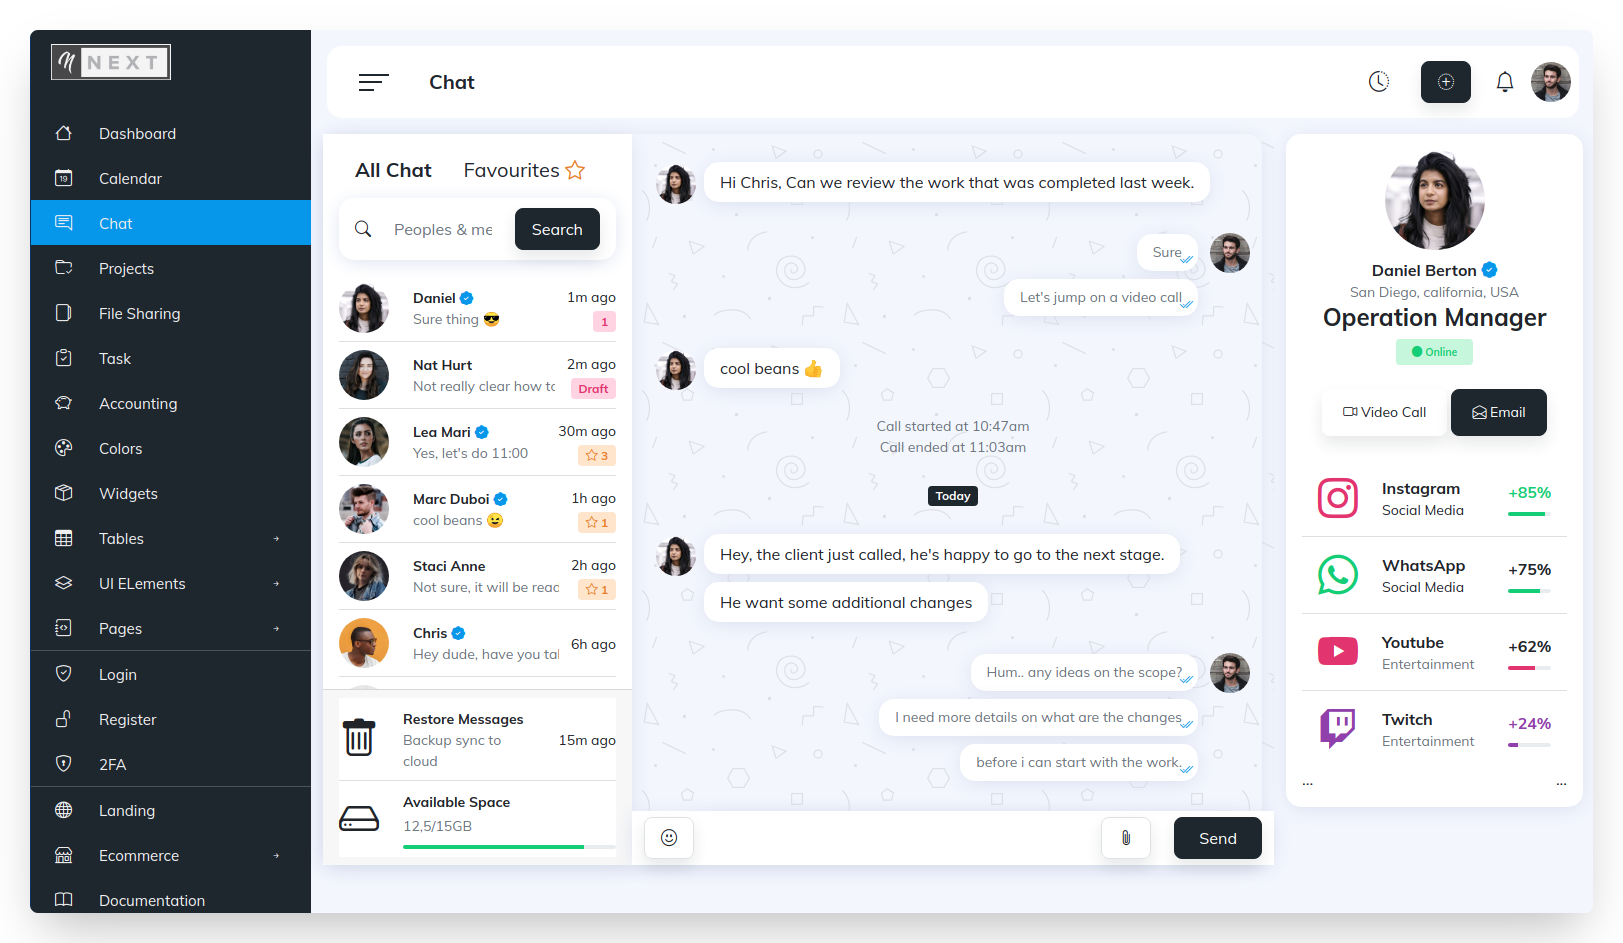 N NEXT
Dashboard
19
Calendar
Chat
Projects
File Sharing
Task
Accounting
Colors
Widgets
Tables
UI ELements
Pages
Login
Register
2FA
Landing
Ecommerce
Documentation
Chat
All Chat
Favourites
Peoples & me
Search
Daniel
1m ago
Sure thing 😎
1
Nat Hurt
2m ago
Not really clear how to
Draft
Lea Mari
30m ago
Yes, let's do 11:00
3
Marc Duboi
1h ago
cool beans 😉
1
Staci Anne
2h ago
Not sure, it will be read
1
Chris
6h ago
Hey dude, have you tal
Restore Messages
Backup sync to
cloud
15m ago
Available Space
12,5/15GB
Hi Chris, Can we review the work that was completed last week.
Sure
Let's jump on a video call
cool beans 👍
Call started at 10:47am
Call ended at 11:03am
Today
Hey, the client just called, he's happy to go to the next stage.
He want some additional changes
Hum.. any ideas on the scope?
I need more details on what are the changes
before i can start with the work.
Send
Daniel Berton
San Diego, california, USA
Operation Manager
Online
Video Call
Email
Instagram
+85%
Social Media
WhatsApp
+75%
Social Media
Youtube
+62%
Entertainment
Twitch
+24%
Entertainment
... ...